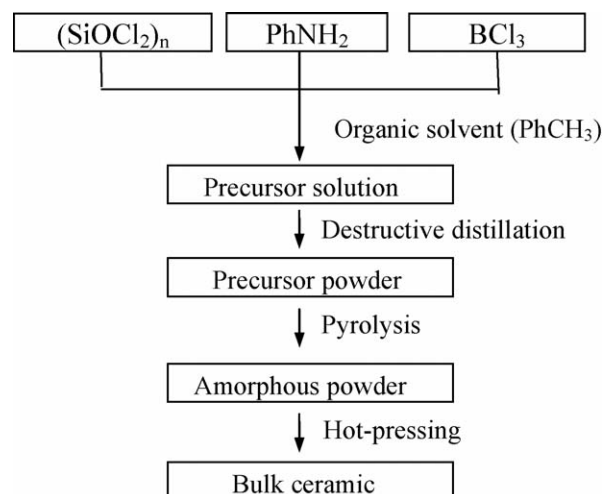 (SiOCl₂)ₙ PhNH₂ BCl₃
Organic solvent (PhCH₃)
Precursor solution
Destructive distillation
Precursor powder
Pyrolysis
Amorphous powder
Hot-pressing
Bulk ceramic